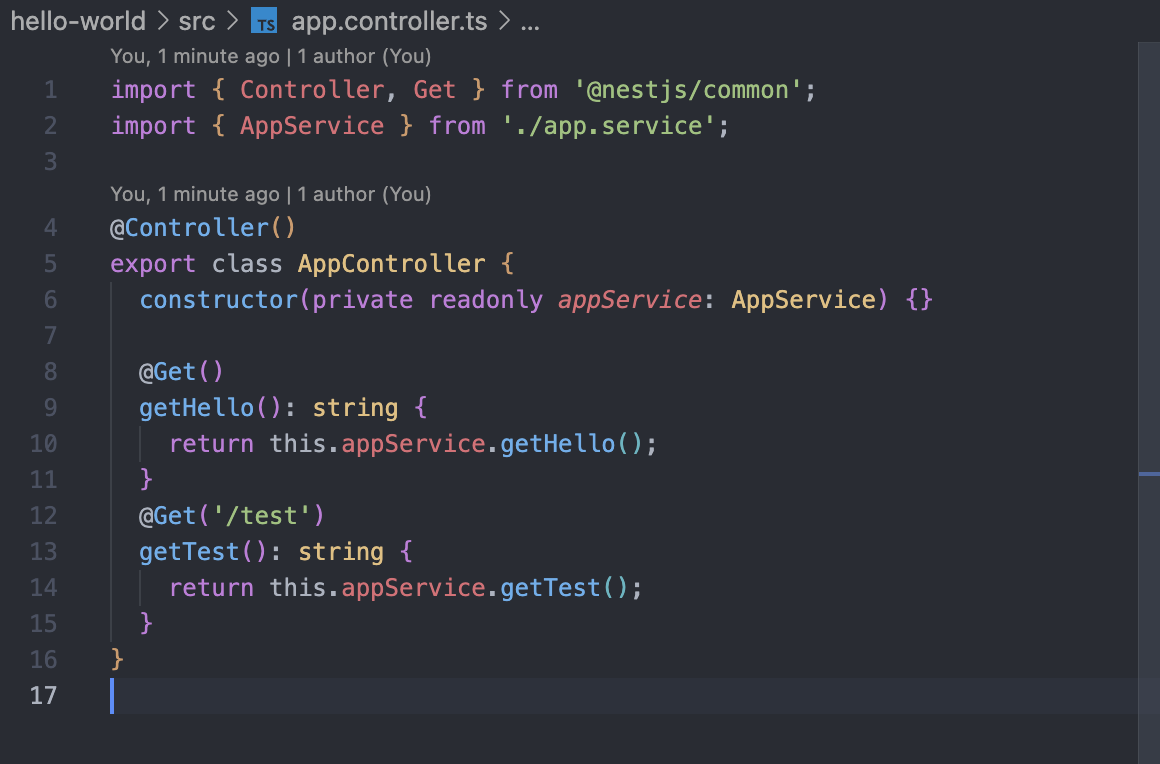 hello-world > src > TS app.controller.ts > ...
You, 1 minute ago | 1 author (You)
1 import { Controller, Get } from '@nestjs/common';
2 import { AppService } from './app.service';
3
You, 1 minute ago | 1 author (You)
4 @Controller()
5 export class AppController {
6   constructor(private readonly appService: AppService) {}
7
8   @Get()
9   getHello(): string {
10     return this.appService.getHello();
11   }
12   @Get('/test')
13   getTest(): string {
14     return this.appService.getTest();
15   }
16 }
17